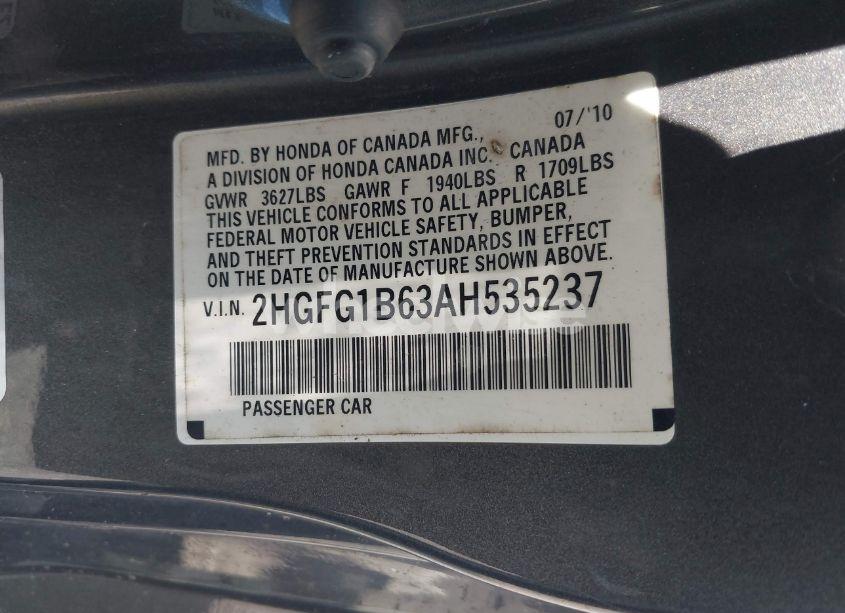 07/'10
MFD. BY HONDA OF CANADA MFG.,
A DIVISION OF HONDA CANADA INC. CANADA
GVWR 3627LBS GAWR F 1940LBS R 1709LBS
THIS VEHICLE CONFORMS TO ALL APPLICABLE
FEDERAL MOTOR VEHICLE SAFETY, BUMPER,
AND THEFT PREVENTION STANDARDS IN EFFECT
ON THE DATE OF MANUFACTURE SHOWN ABOVE.
V.I.N. 2HGFG1B63AH535237
PASSENGER CAR